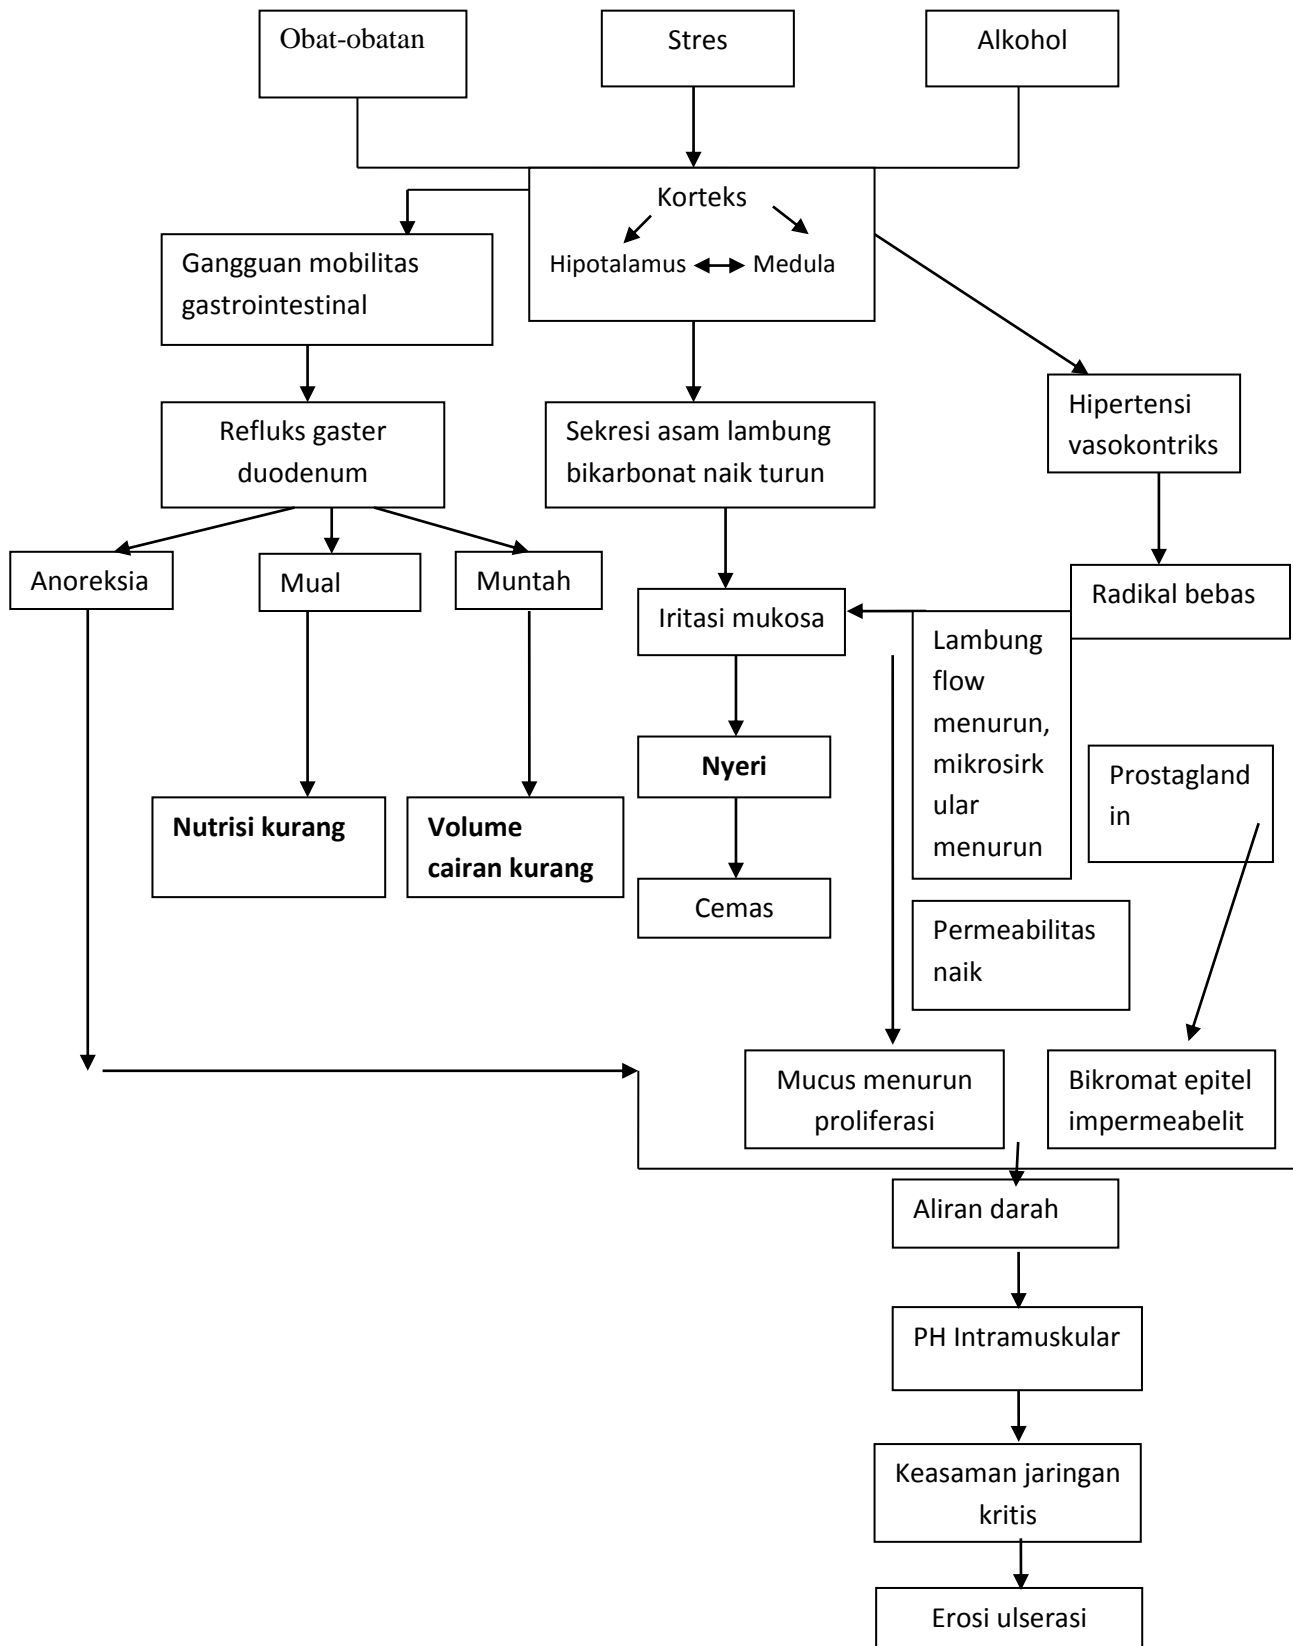 Obat-obatan
Stres
Alkohol
Korteks
Hipotalamus
Medula
Gangguan mobilitas
gastrointestinal
Hipertensi
vasokontriks
Refluks gaster
duodenum
Sekresi asam lambung
bikarbonat naik turun
Anoreksia
Mual
Muntah
Iritasi mukosa
Radikal bebas
Lambung
flow
menurun,
mikrosirk
ular
menurun
Nyeri
Prostagland
in
Nutrisi kurang
Volume
cairan kurang
Cemas
Permeabilitas
naik
Mucus menurun
proliferasi
Bikromat epitel
impermeabelit
Aliran darah
PH Intramuskular
Keasaman jaringan
kritis
Erosi ulserasi